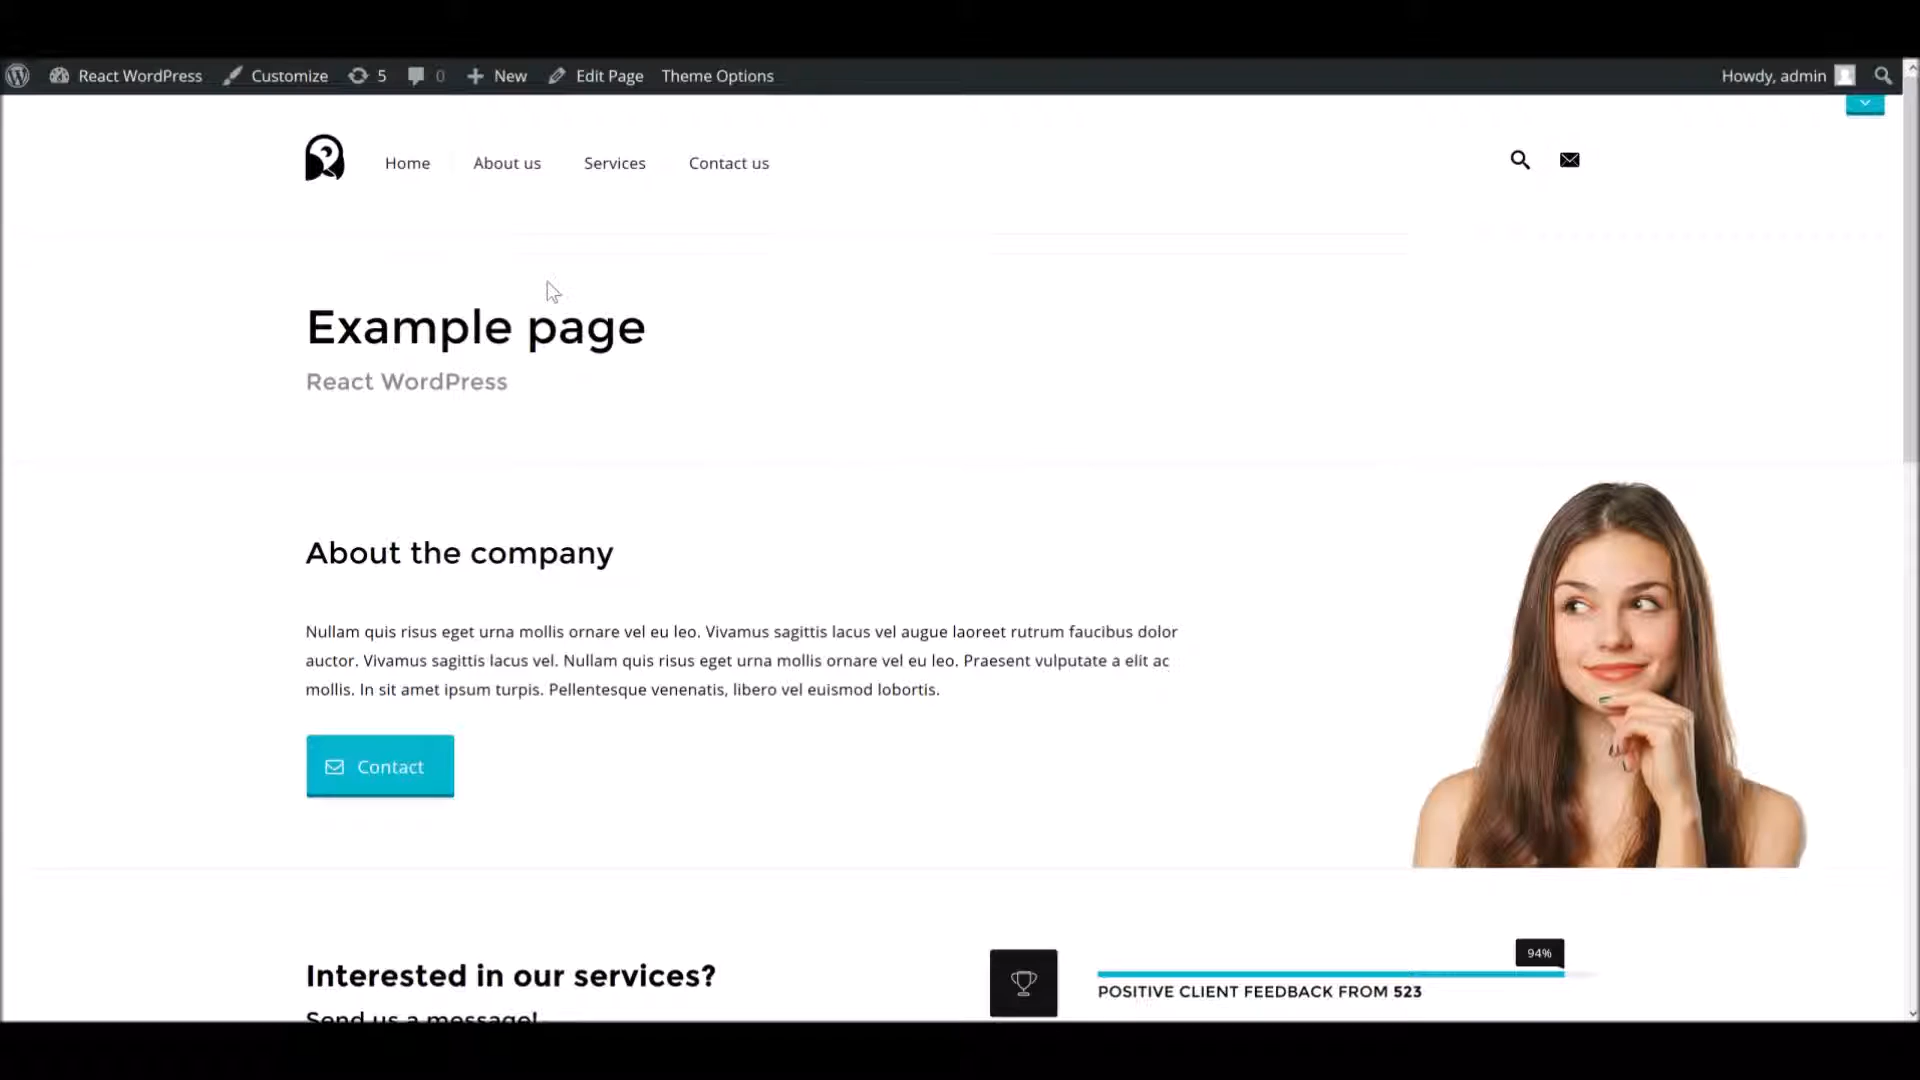 React WordPress Customize 5 0 New Edit Page Theme Options Howdy, admin
Home About us Services Contact us
Example page
React WordPress
About the company
Nullam quis risus eget urna mollis ornare vel eu leo. Vivamus sagittis lacus vel augue laoreet rutrum faucibus dolor
auctor. Vivamus sagittis lacus vel. Nullam quis risus eget urna mollis ornare vel eu leo. Praesent vulputate a elit ac
mollis. In sit amet ipsum turpis. Pellentesque venenatis, libero vel euismod lobortis.
Contact
Interested in our services?
Send us a message!
94%
POSITIVE CLIENT FEEDBACK FROM 523